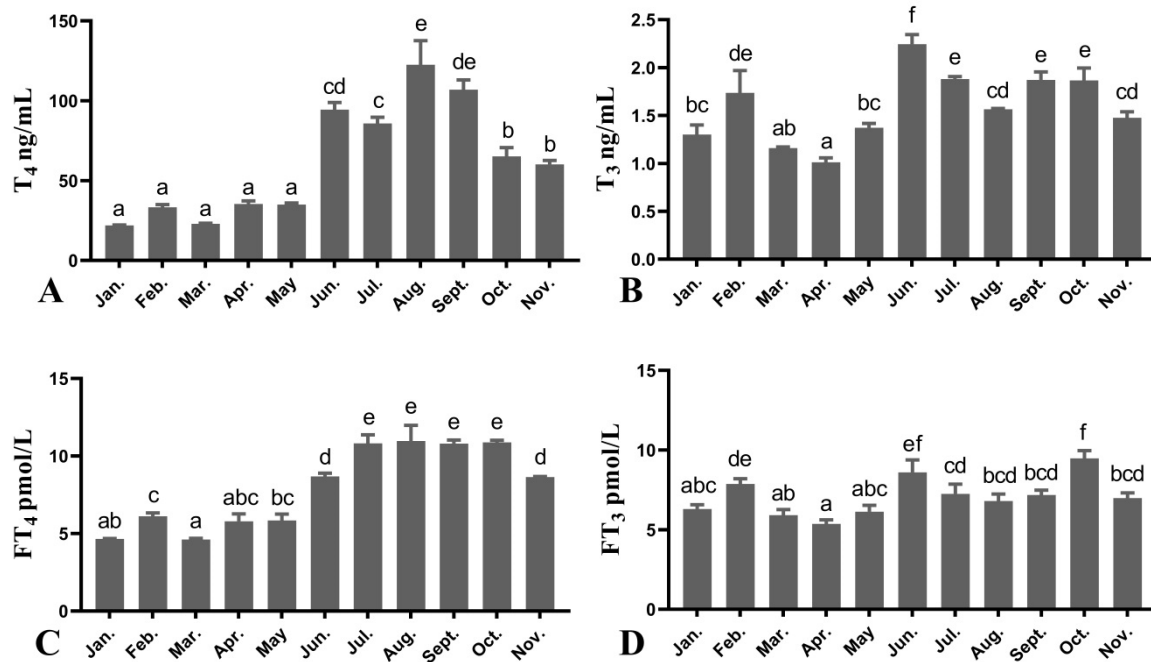 T4 ng/mL
150
100
50
0
a a a a a cd c e de b b
Jan. Feb. Mar. Apr. May Jun. Jul. Aug. Sept. Oct. Nov.
A
T3 ng/mL
2.5
2.0
1.5
1.0
0.5
0.0
bc de ab a bc f e cd e e cd
Jan. Feb. Mar. Apr. May Jun. Jul. Aug. Sept. Oct. Nov.
B
FT4 pmol/L
15
10
5
0
ab c a abc bc d e e e e d
Jan. Feb. Mar. Apr. May Jun. Jul. Aug. Sept. Oct. Nov.
C
FT3 pmol/L
15
10
5
0
abc de ab a abc ef cd bcd bcd f bcd
Jan. Feb. Mar. Apr. May Jun. Jul. Aug. Sept. Oct. Nov.
D